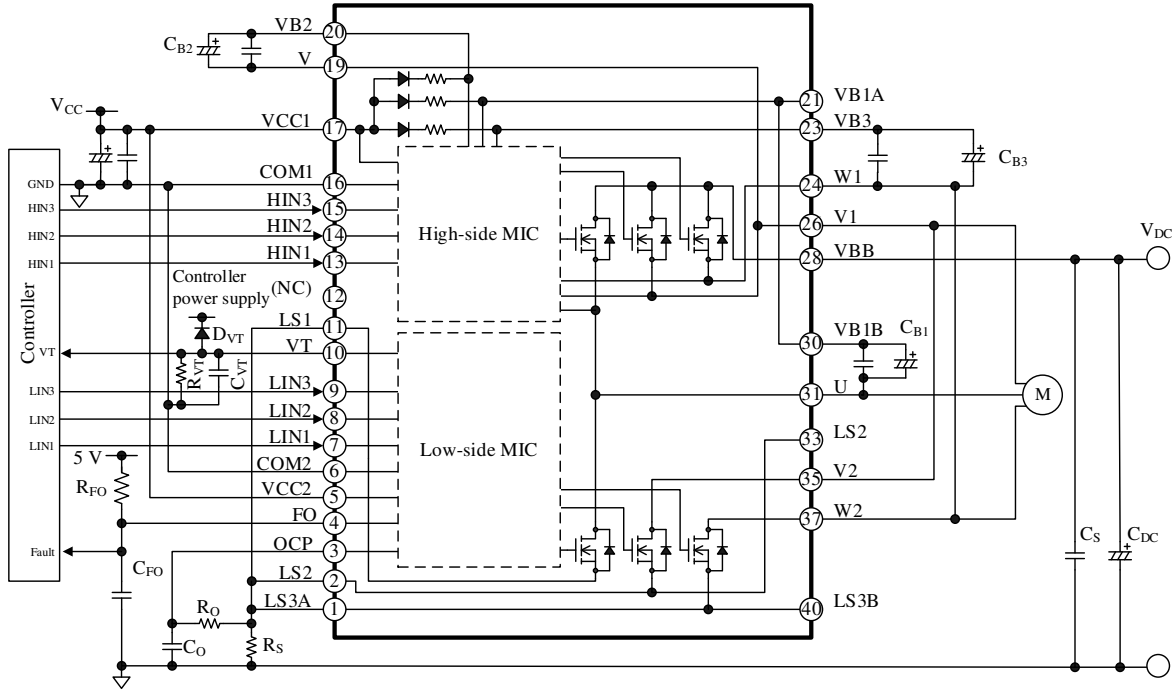 VB2
20
CB2
V
19
VCC
VCC1
17
COM1
16
HIN3
15
HIN2
14
HIN1
13
(NC)
12
LS1
11
VT
10
LIN3
9
LIN2
8
LIN1
7
COM2
6
VCC2
5
FO
4
OCP
3
LS2
2
LS3A
1
Controller
GND
HIN3
HIN2
HIN1
VT
LIN3
LIN2
LIN1
Fault
Controller
power supply
DVT
RVT
CVT
5 V
RFO
CFO
RO
CO
RS
High-side MIC
Low-side MIC
21
VB1A
23
VB3
CB3
24
W1
26
V1
28
VBB
VDC
30
VB1B
CB1
31
U
M
33
LS2
35
V2
37
W2
40
LS3B
CS
CDC